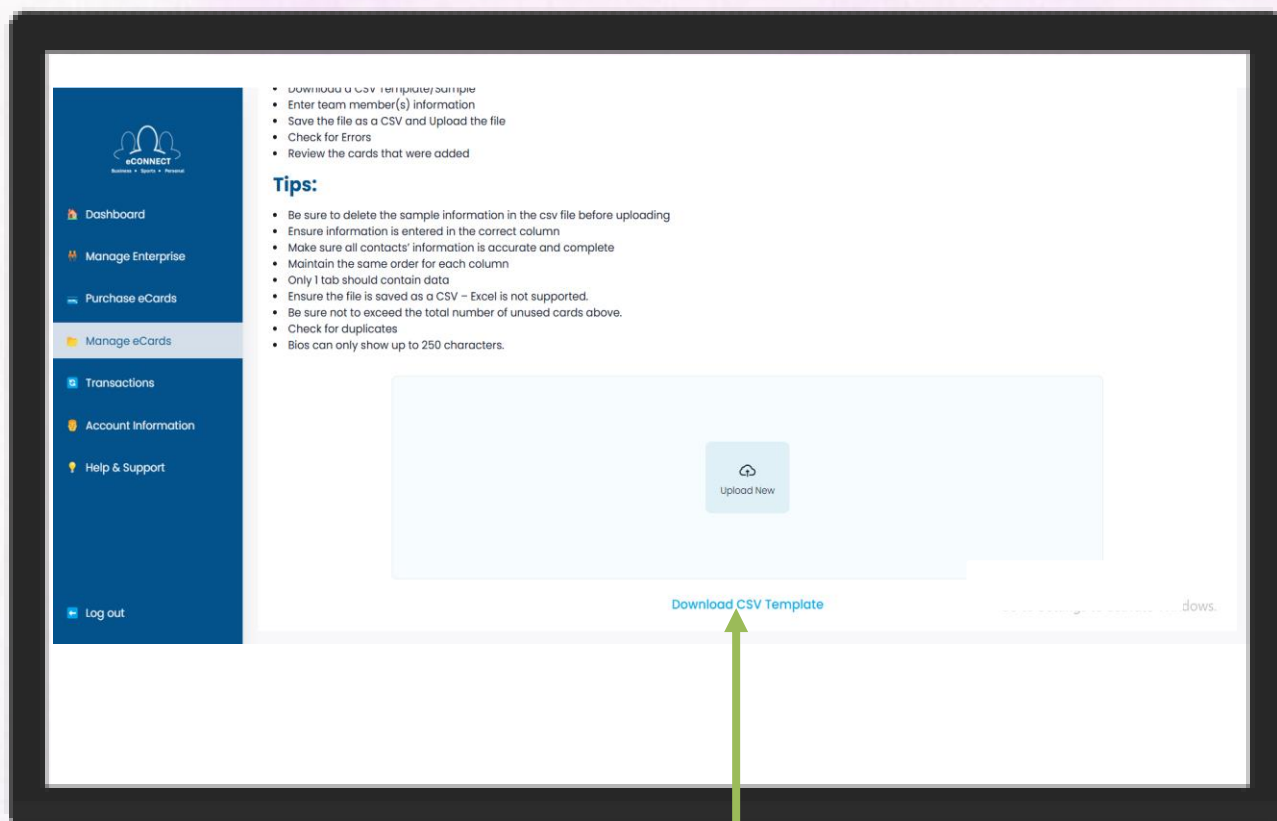 Download a CSV Template/Sample
Enter team member(s) information
Save the file as a CSV and Upload the file
Check for Errors
Review the cards that were added
eCONNECT
Business • Sports • Personal
Tips:
Be sure to delete the sample information in the csv file before uploading
Ensure information is entered in the correct column
Make sure all contacts' information is accurate and complete
Maintain the same order for each column
Only 1 tab should contain data
Ensure the file is saved as a CSV – Excel is not supported.
Be sure not to exceed the total number of unused cards above.
Check for duplicates
Bios can only show up to 250 characters.
Dashboard
Manage Enterprise
Purchase eCards
Manage eCards
Transactions
Account Information
Help & Support
Log out
Upload New
Download CSV Template